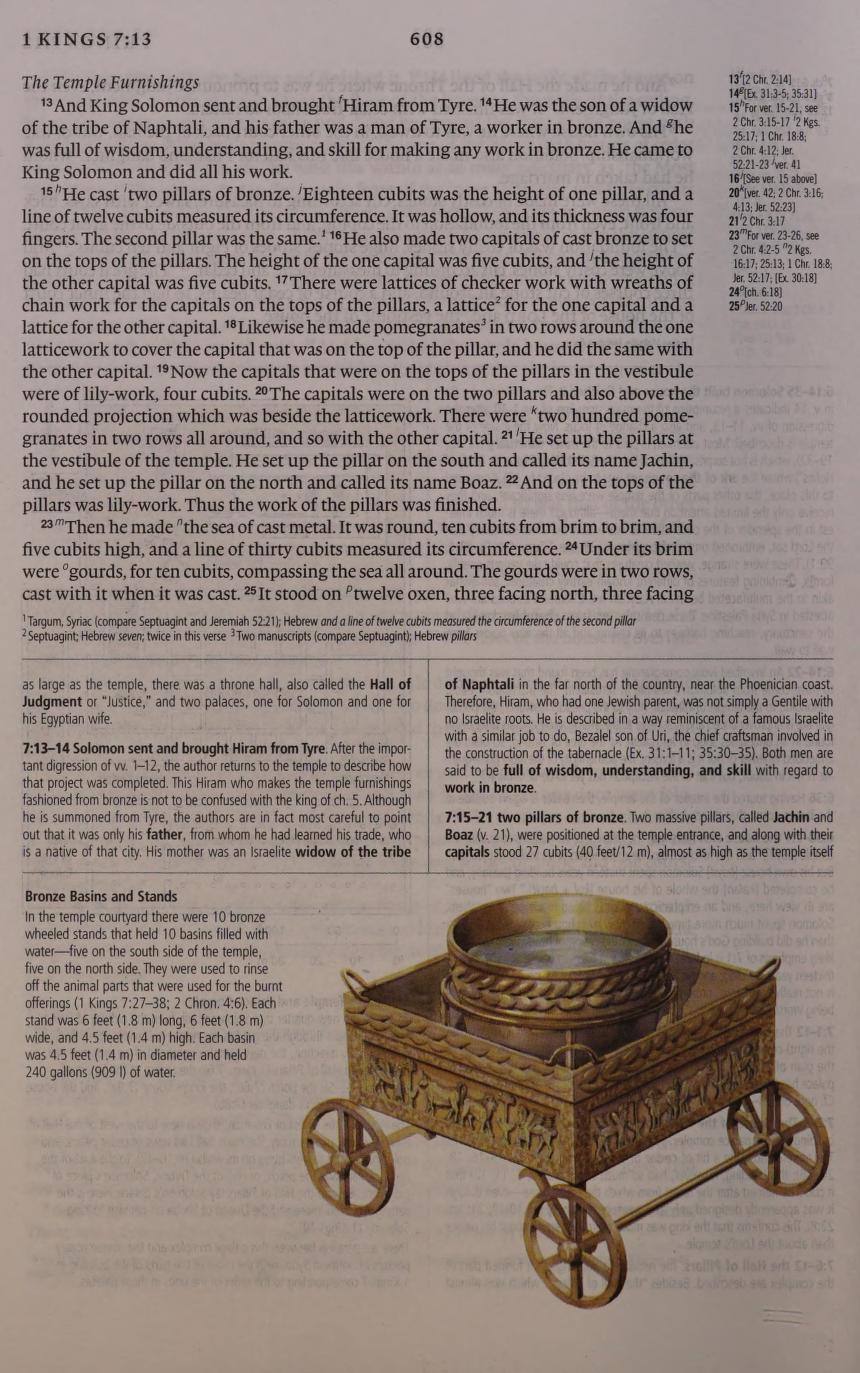 1 KINGS 7:13
608
The Temple Furnishings
13 And King Solomon sent and brought f Hiram from Tyre. 14 He was the son of a widow
of the tribe of Naphtali, and his father was a man of Tyre, a worker in bronze. And g he
was full of wisdom, understanding, and skill for making any work in bronze. He came to
King Solomon and did all his work.
15 h He cast i two pillars of bronze. j Eighteen cubits was the height of one pillar, and a
line of twelve cubits measured its circumference. It was hollow, and its thickness was four
fingers. The second pillar was the same.1 16 He also made two capitals of cast bronze to set
on the tops of the pillars. The height of the one capital was five cubits, and j the height of
the other capital was five cubits. 17 There were lattices of checker work with wreaths of
chain work for the capitals on the tops of the pillars, a lattice2 for the one capital and a
lattice for the other capital. 18 Likewise he made pomegranates3 in two rows around the one
latticework to cover the capital that was on the top of the pillar, and he did the same with
the other capital. 19 Now the capitals that were on the tops of the pillars in the vestibule
were of lily-work, four cubits. 20 The capitals were on the two pillars and also above the
rounded projection which was beside the latticework. There were k two hundred pome-
granates in two rows all around, and so with the other capital. 21 l He set up the pillars at
the vestibule of the temple. He set up the pillar on the south and called its name Jachin,
and he set up the pillar on the north and called its name Boaz. 22 And on the tops of the
pillars was lily-work. Thus the work of the pillars was finished.
23 m Then he made n the sea of cast metal. It was round, ten cubits from brim to brim, and
five cubits high, and a line of thirty cubits measured its circumference. 24 Under its brim
were o gourds, for ten cubits, compassing the sea all around. The gourds were in two rows,
cast with it when it was cast. 25 It stood on p twelve oxen, three facing north, three facing
13 f [2 Chr. 2:14]
14 g [Ex. 31:3-5; 35:31]
15 h For ver. 15-21, see
2 Chr. 3:15-17 i 2 Kgs.
25:17; 1 Chr. 18:8;
2 Chr. 4:12; Jer.
52:21-23 j ver. 41
16 j [See ver. 15 above]
20 k [ver. 42; 2 Chr. 3:16;
4:13; Jer. 52:23]
21 l 2 Chr. 3:17
23 m For ver. 23-26, see
2 Chr. 4:2-5 n 2 Kgs.
16:17; 25:13; 1 Chr. 18:8;
Jer. 52:17; [Ex. 30:18]
24 o [ch. 6:18]
25 p Jer. 52:20
1 Targum, Syriac (compare Septuagint and Jeremiah 52:21); Hebrew and a line of twelve cubits measured the circumference of the second pillar
2 Septuagint; Hebrew seven; twice in this verse 3 Two manuscripts (compare Septuagint); Hebrew pillars
as large as the temple, there was a throne hall, also called the Hall of
Judgment or “Justice,” and two palaces, one for Solomon and one for
his Egyptian wife.
7:13–14 Solomon sent and brought Hiram from Tyre. After the impor-
tant digression of vv. 1–12, the author returns to the temple to describe how
that project was completed. This Hiram who makes the temple furnishings
fashioned from bronze is not to be confused with the king of ch. 5. Although
he is summoned from Tyre, the authors are in fact most careful to point
out that it was only his father, from whom he had learned his trade, who
is a native of that city. His mother was an Israelite widow of the tribe
of Naphtali in the far north of the country, near the Phoenician coast.
Therefore, Hiram, who had one Jewish parent, was not simply a Gentile with
no Israelite roots. He is described in a way reminiscent of a famous Israelite
with a similar job to do, Bezalel son of Uri, the chief craftsman involved in
the construction of the tabernacle (Ex. 31:1–11; 35:30–35). Both men are
said to be full of wisdom, understanding, and skill with regard to
work in bronze.
7:15–21 two pillars of bronze. Two massive pillars, called Jachin and
Boaz (v. 21), were positioned at the temple entrance, and along with their
capitals stood 27 cubits (40 feet/12 m), almost as high as the temple itself
Bronze Basins and Stands
In the temple courtyard there were 10 bronze
wheeled stands that held 10 basins filled with
water—five on the south side of the temple,
five on the north side. They were used to rinse
off the animal parts that were used for the burnt
offerings (1 Kings 7:27–38; 2 Chron. 4:6). Each
stand was 6 feet (1.8 m) long, 6 feet (1.8 m)
wide, and 4.5 feet (1.4 m) high. Each basin
was 4.5 feet (1.4 m) in diameter and held
240 gallons (909 l) of water.